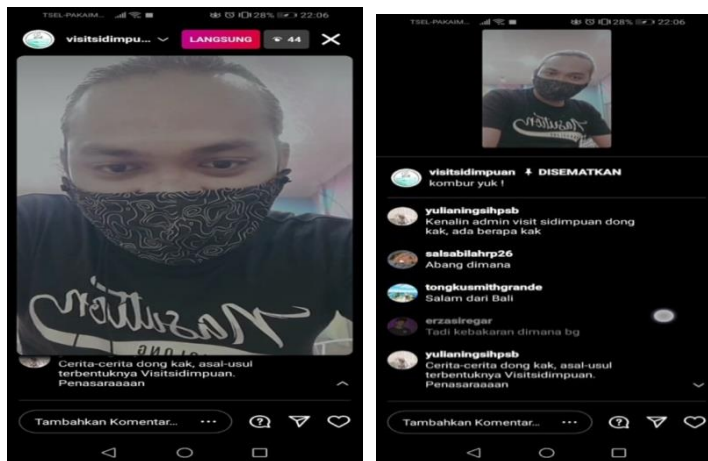 TSEL-PAKAIM... 28% 22:06
visitsidimpu... LANGSUNG 44
Nasution
Cerita-cerita dong kak, asal-usul
terbentuknya Visitsidimpuan.
Penasaraaaan
Tambahkan Komentar...
TSEL-PAKAIM... 28% 22:06
Nasution
visitsidimpuan DISEMATKAN
kombur yuk !
yulianingsihpsb
Kenalin admin visit sidimpuan dong
kak, ada berapa kak
salsabilahrp26
Abang dimana
tongkusmithgrande
Salam dari Bali
erzasiregar
Tadi kebakaran dimana bg
yulianingsihpsb
Cerita-cerita dong kak, asal-usul
terbentuknya Visitsidimpuan.
Penasaraaaan
Tambahkan Komentar...